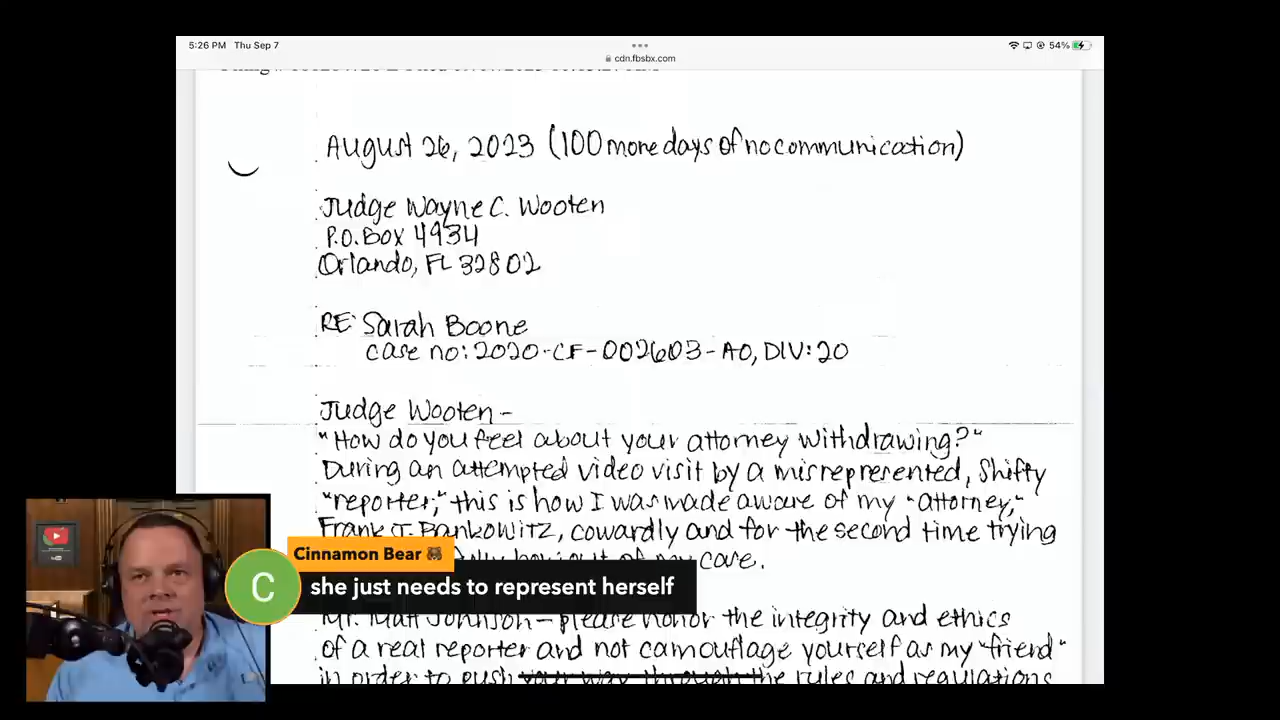 5:26 PM Thu Sep 7
54%
cdn.fbsbx.com
August 26, 2023 (100 more days of no communication)
Judge Wayne C. Wooten
P.O. Box 4934
Orlando, FL 32802
RE: Sarah Boone
case no: 2020-CF-002603-AO, DIV: 20
Judge Wooten -
"How do you feel about your attorney withdrawing?"
During an attempted video visit by a misrepresented, Shifty
"reporter," this is how I was made aware of my "attorney,"
Frank J. Bankowitz, cowardly and for the second time trying
out of my case.
Cinnamon Bear 🐻
C
she just needs to represent herself
Mr. Matt Johnson - please honor the integrity and ethics
of a real reporter and not camouflage yourself as my "friend"
in order to push your way through the rules and regulations